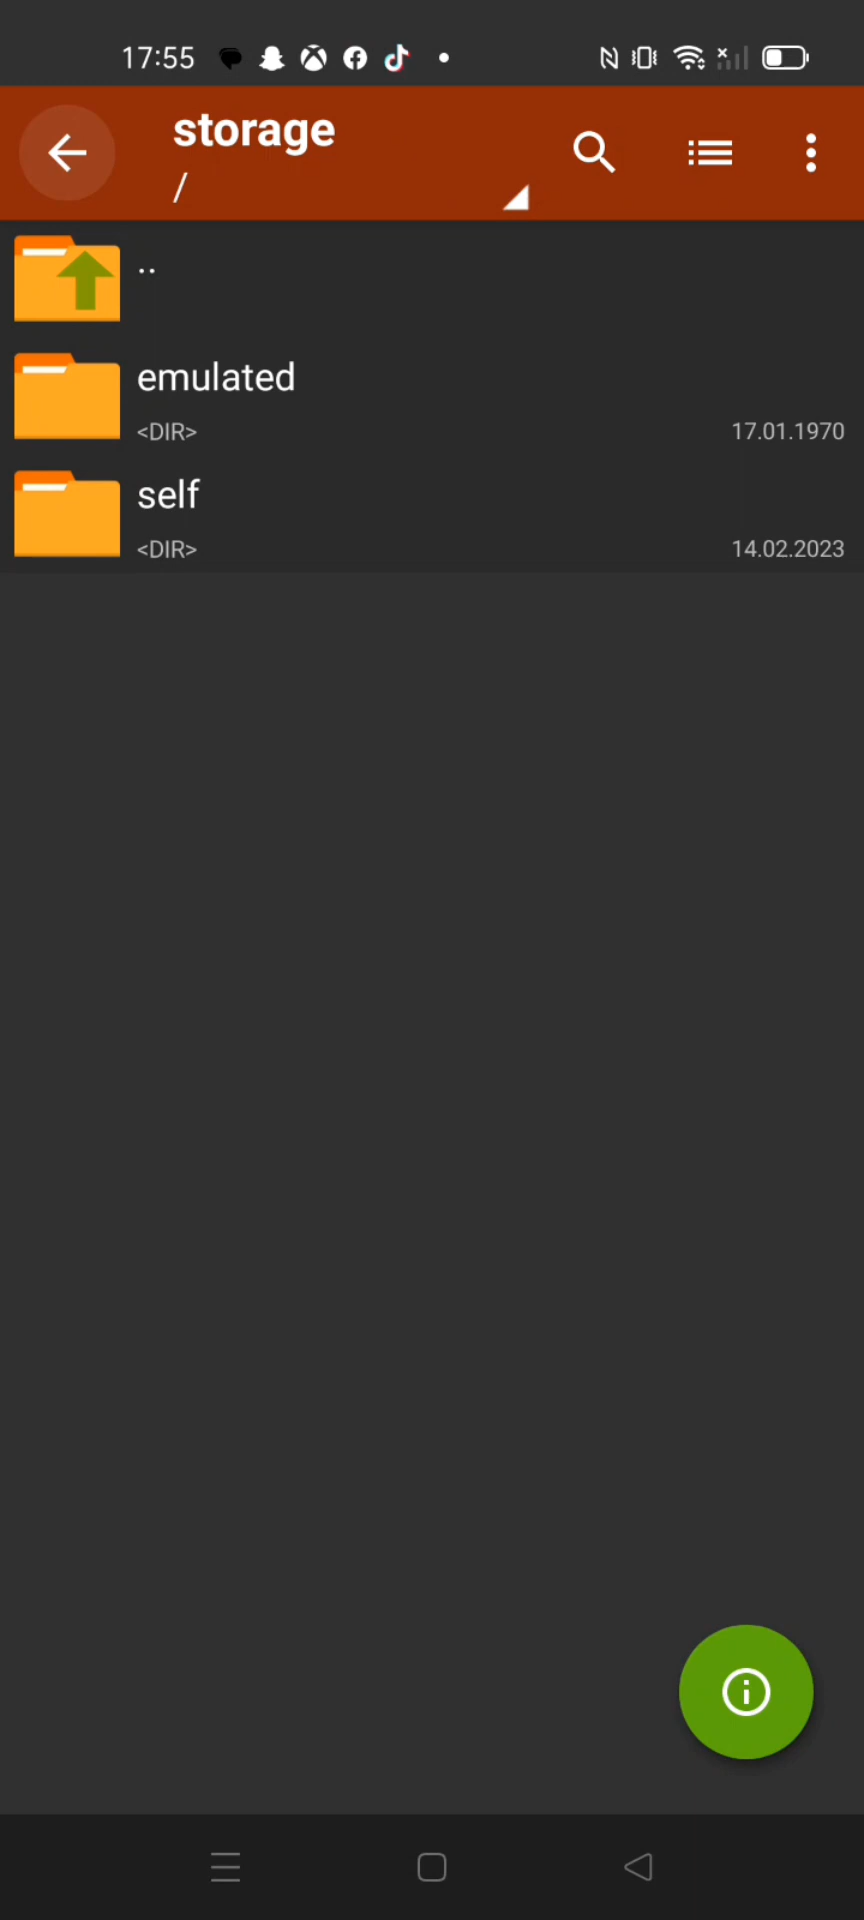 17:55
storage
/
..
emulated
<DIR> 17.01.1970
self
<DIR> 14.02.2023